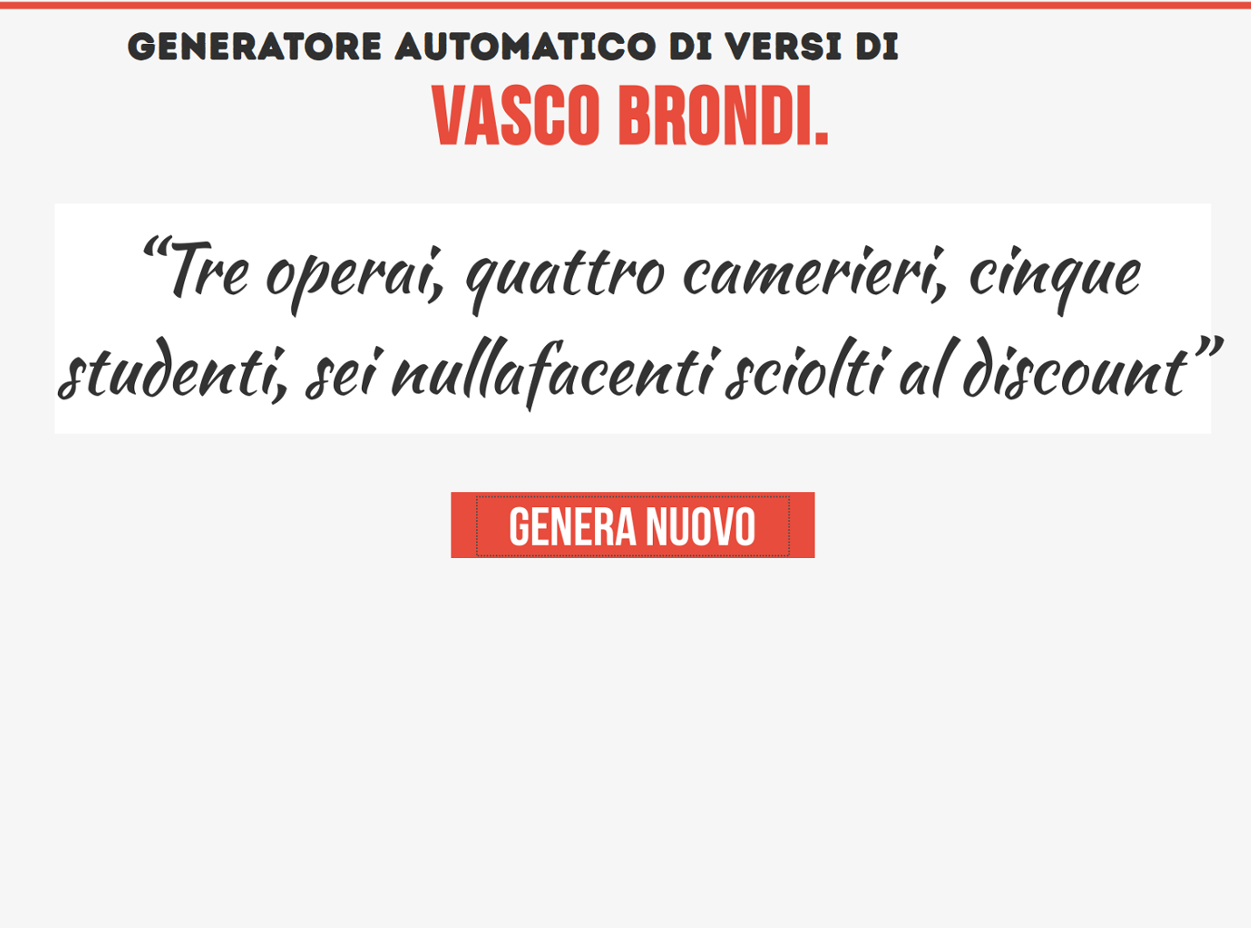 GENERATORE AUTOMATICO DI VERSI DI
VASCO BRONDI.
“Tre operai, quattro camerieri, cinque
studenti, sei nullafacenti sciolti al discount”
GENERA NUOVO